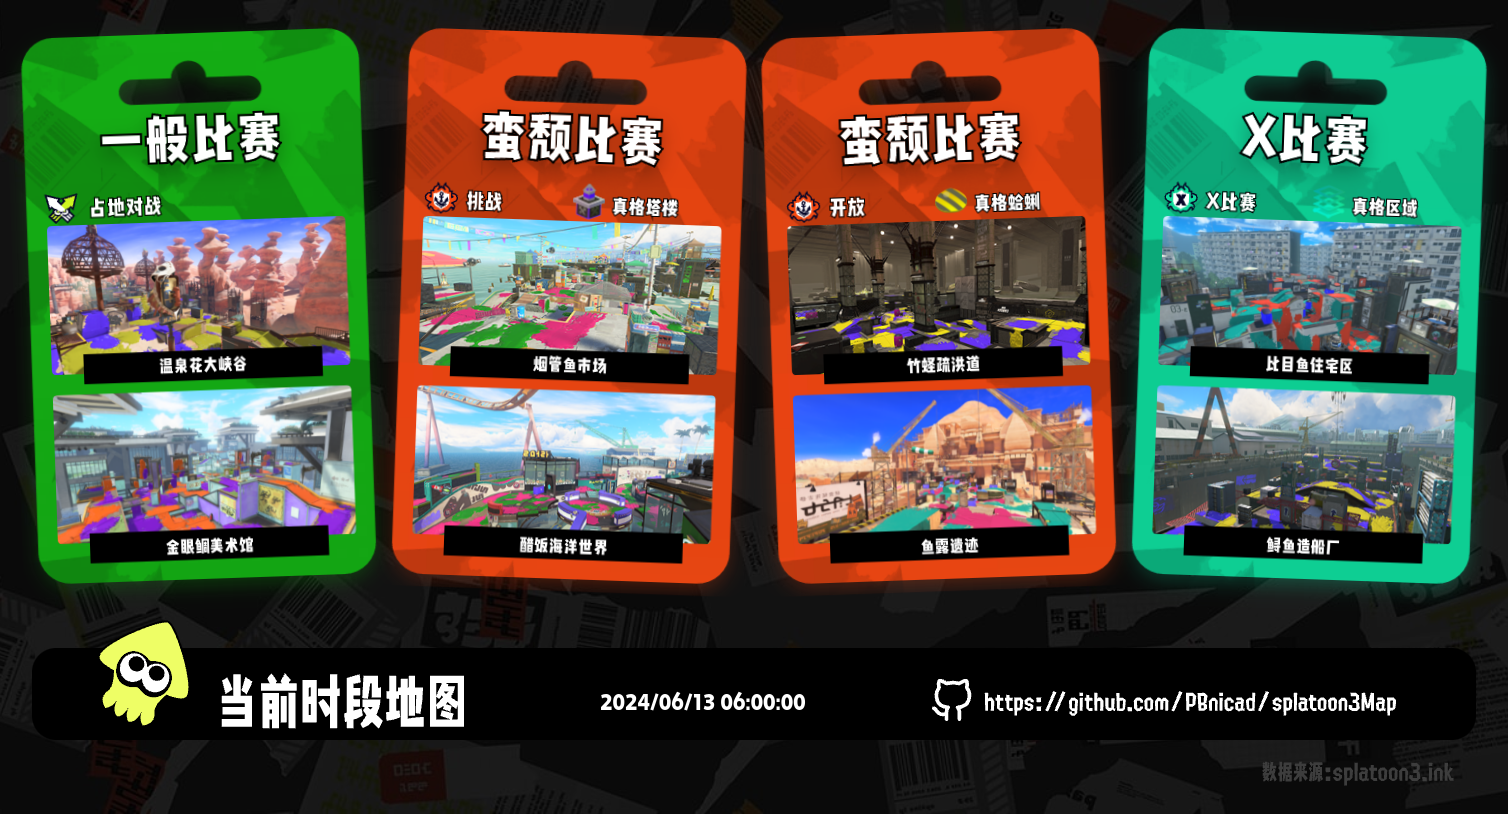 一般比赛
占地对战
温泉花大峡谷
金眼鲷美术馆
蛮颓比赛
挑战
真格塔楼
烟管鱼市场
醋饭海洋世界
蛮颓比赛
开放
真格蛤蜊
竹蛏疏洪道
鱼露遗迹
X比赛
X比赛
真格区域
比目鱼住宅区
鲟鱼造船厂
当前时段地图
2024/06/13 06:00:00
https://github.com/PBnicad/splatoon3Map
数据来源:splatoon3.ink